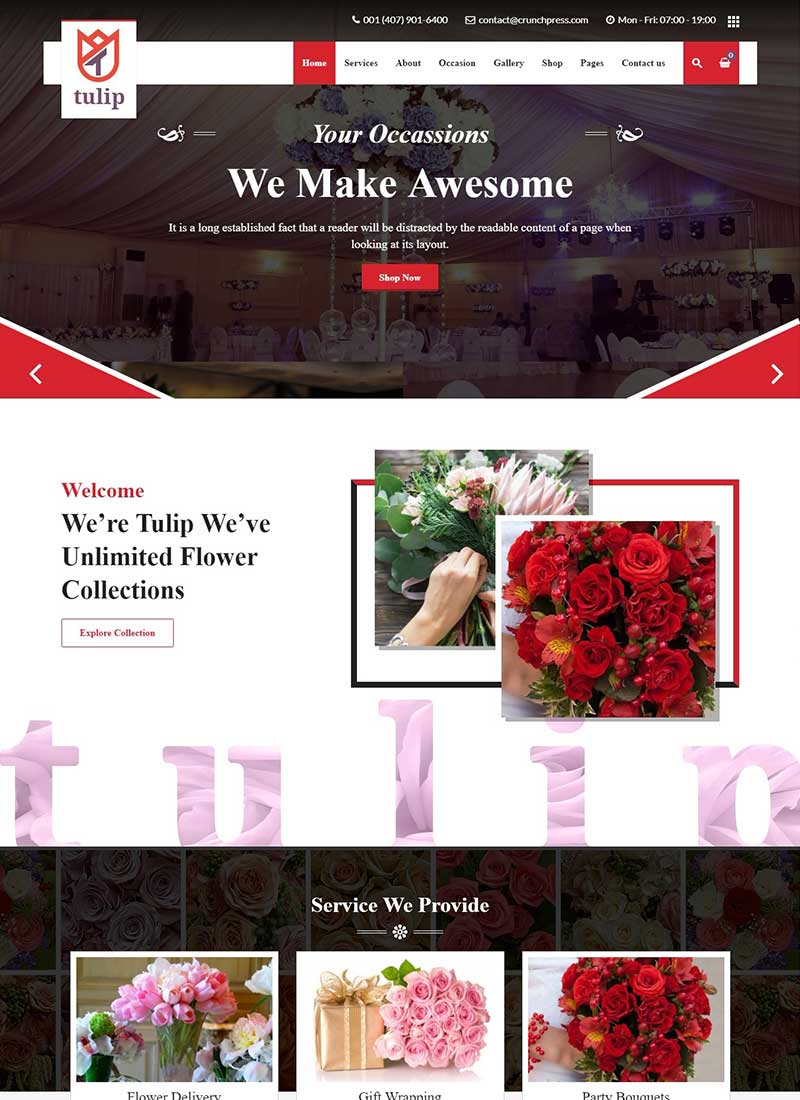 001 (407) 901-6400 contact@crunchpress.com Mon - Fri: 07:00 - 19:00
tulip
Home Services About Occasion Gallery Shop Pages Contact us
0
Your Occassions
We Make Awesome
It is a long established fact that a reader will be distracted by the readable content of a page when
looking at its layout.
Shop Now
Welcome
We’re Tulip We’ve
Unlimited Flower
Collections
Explore Collection
tulip
Service We Provide
Flower Delivery Gift Wrapping Party Bouquets